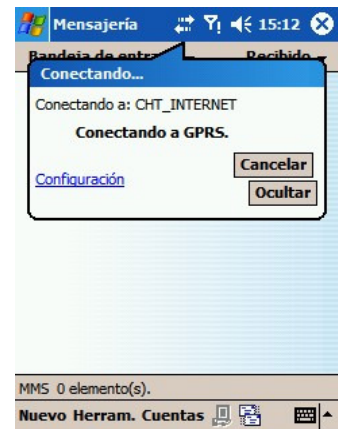 Mensajería 15:12
Bandeja de entra Recibido
Conectando...
Conectando a: CHT_INTERNET
Conectando a GPRS.
Cancelar
Configuración
Ocultar
MMS 0 elemento(s).
Nuevo Herram. Cuentas